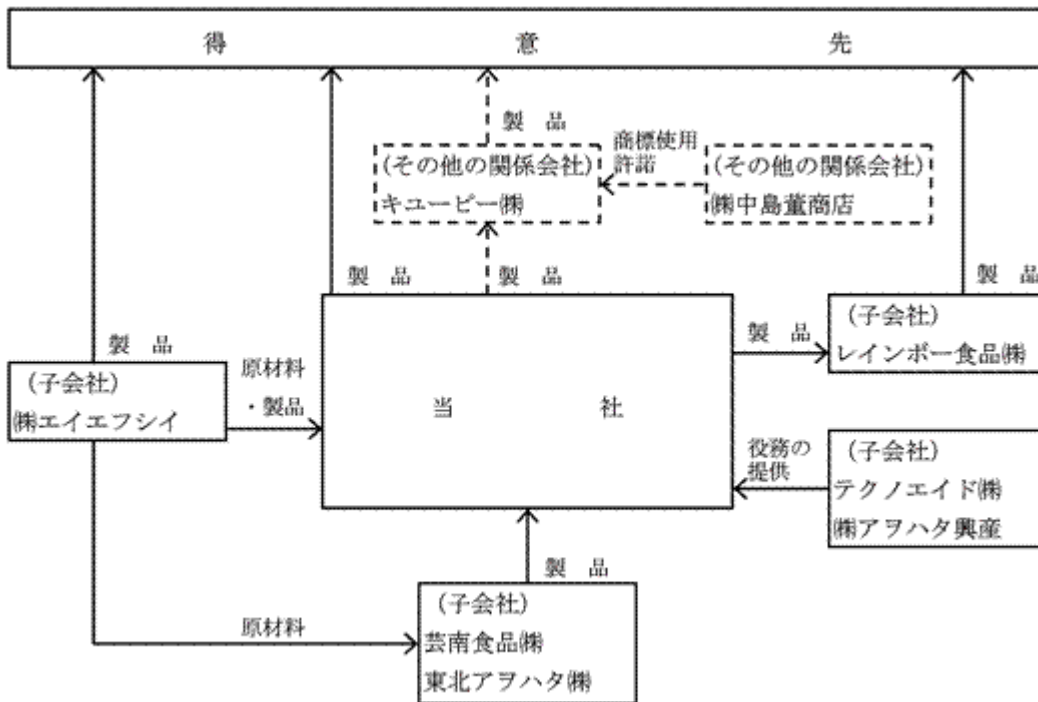 得意先
製品
商標使用
許諾
(その他の関係会社)
キユーピー㈱
(その他の関係会社)
㈱中島董商店
製品
製品
製品
(子会社)
レインボー食品㈱
製品
製品
(子会社)
㈱エイエフシイ
原材料
・製品
当社
役務の
提供
(子会社)
テクノエイド㈱
㈱アヲハタ興産
製品
(子会社)
芸南食品㈱
東北アヲハタ㈱
原材料